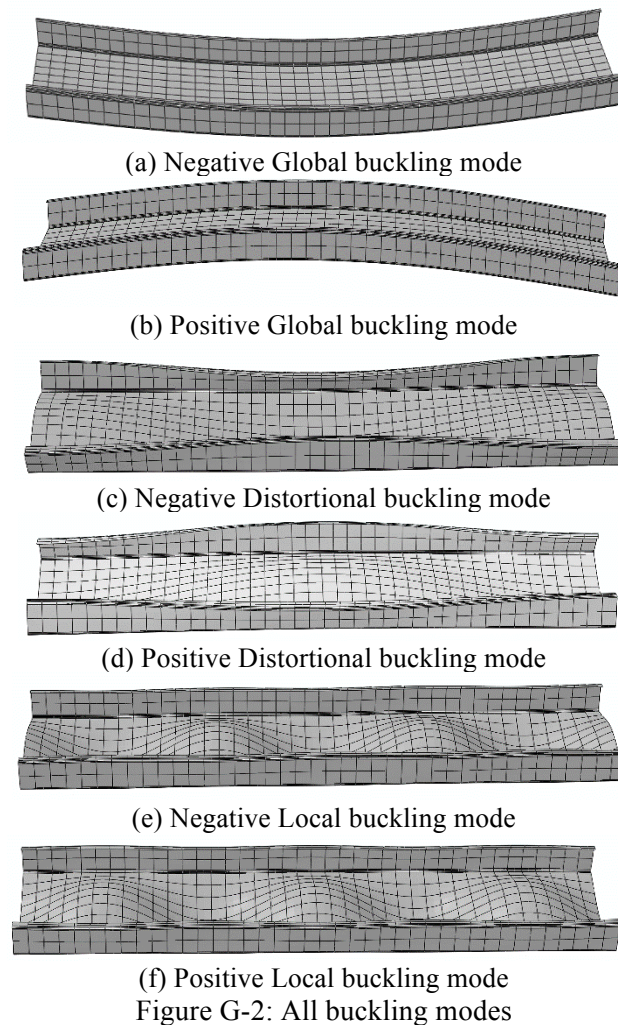 (a) Negative Global buckling mode
(b) Positive Global buckling mode
(c) Negative Distortional buckling mode
(d) Positive Distortional buckling mode
(e) Negative Local buckling mode
(f) Positive Local buckling mode
Figure G-2: All buckling modes